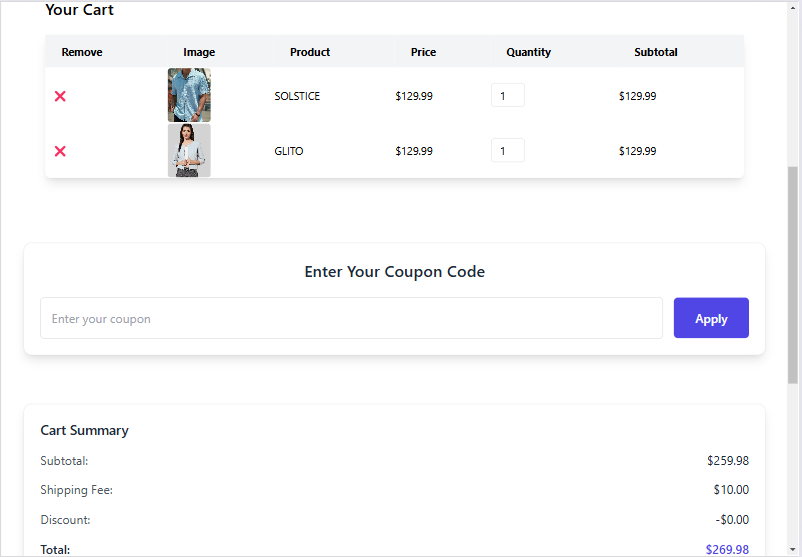 Your Cart
Remove Image Product Price Quantity Subtotal
SOLSTICE $129.99 1 $129.99
GLITO $129.99 1 $129.99
Enter Your Coupon Code
Enter your coupon Apply
Cart Summary
Subtotal: $259.98
Shipping Fee: $10.00
Discount: -$0.00
Total: $269.98